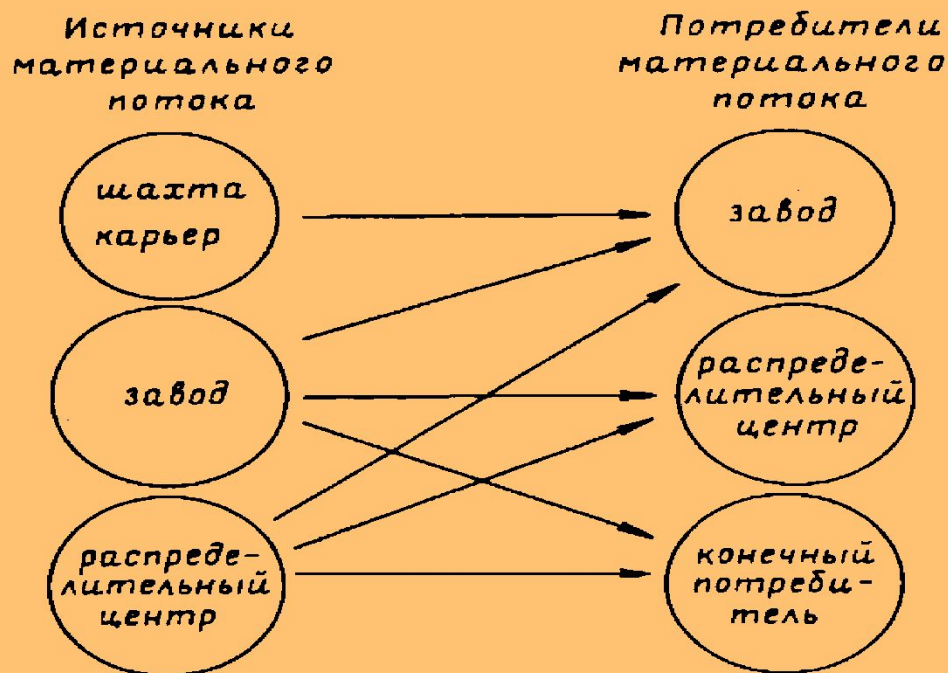 Источники
материального
потока
Потребители
материального
потока
шахта
карьер
завод
завод
распреде-
лительный
центр
распреде-
лительный
центр
конечный
потреби-
тель